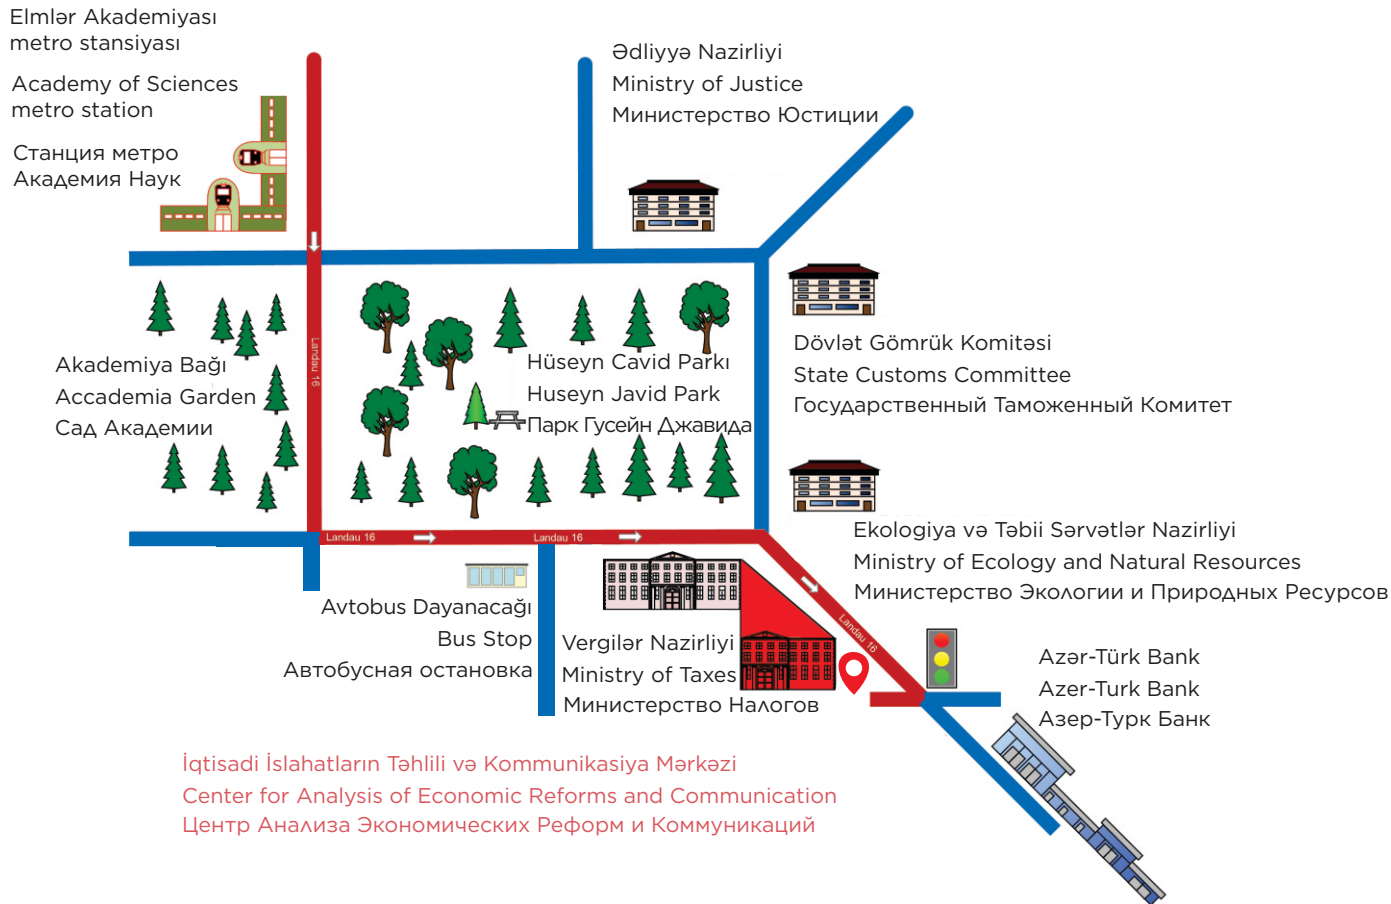 Elmlər Akademiyası
metro stansiyası
Academy of Sciences
metro station
Станция метро
Академия Наук
Ədliyyə Nazirliyi
Ministry of Justice
Министерство Юстиции
Landau 16
Akademiya Bağı
Accademia Garden
Сад Академии
Hüseyn Cavid Parkı
Huseyn Javid Park
Парк Гусейн Джавида
Dövlət Gömrük Komitəsi
State Customs Committee
Государственный Таможенный Комитет
Landau 16
Landau 16
Ekologiya və Təbii Sərvətlər Nazirliyi
Ministry of Ecology and Natural Resources
Министерство Экологии и Природных Ресурсов
Avtobus Dayanacağı
Bus Stop
Автобусная остановка
Vergilər Nazirliyi
Ministry of Taxes
Министерство Налогов
Landau 16
Azər-Türk Bank
Azer-Turk Bank
Азер-Турк Банк
İqtisadi İslahatların Təhlili və Kommunikasiya Mərkəzi
Center for Analysis of Economic Reforms and Communication
Центр Анализа Экономических Реформ и Коммуникаций